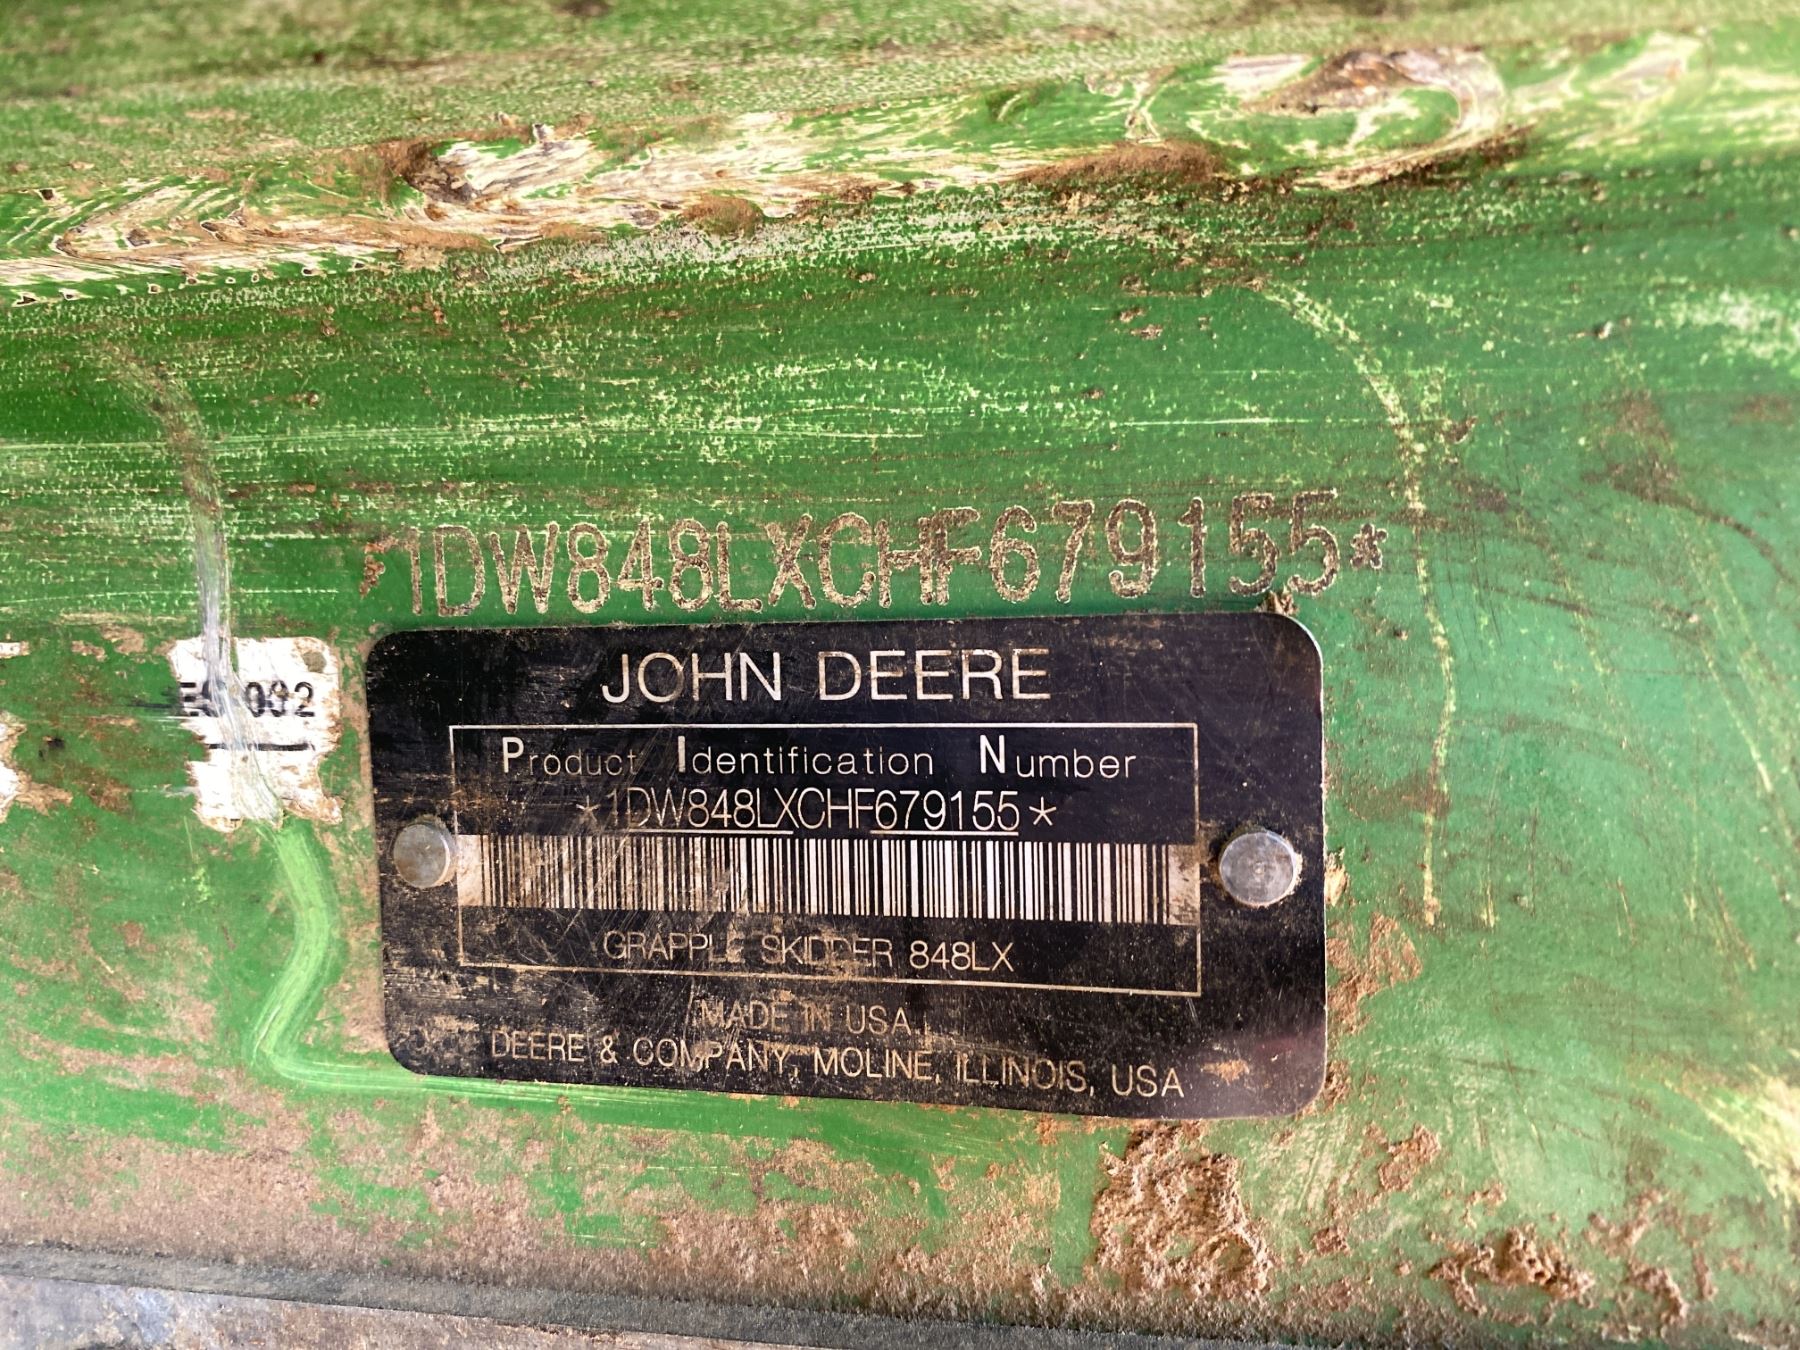 *1DW848LXCHF679155*
JOHN DEERE
Product Identification Number
*1DW848LXCHF679155*
GRAPPLE SKIDDER 848LX
MADE IN USA
DEERE & COMPANY, MOLINE, ILLINOIS, USA